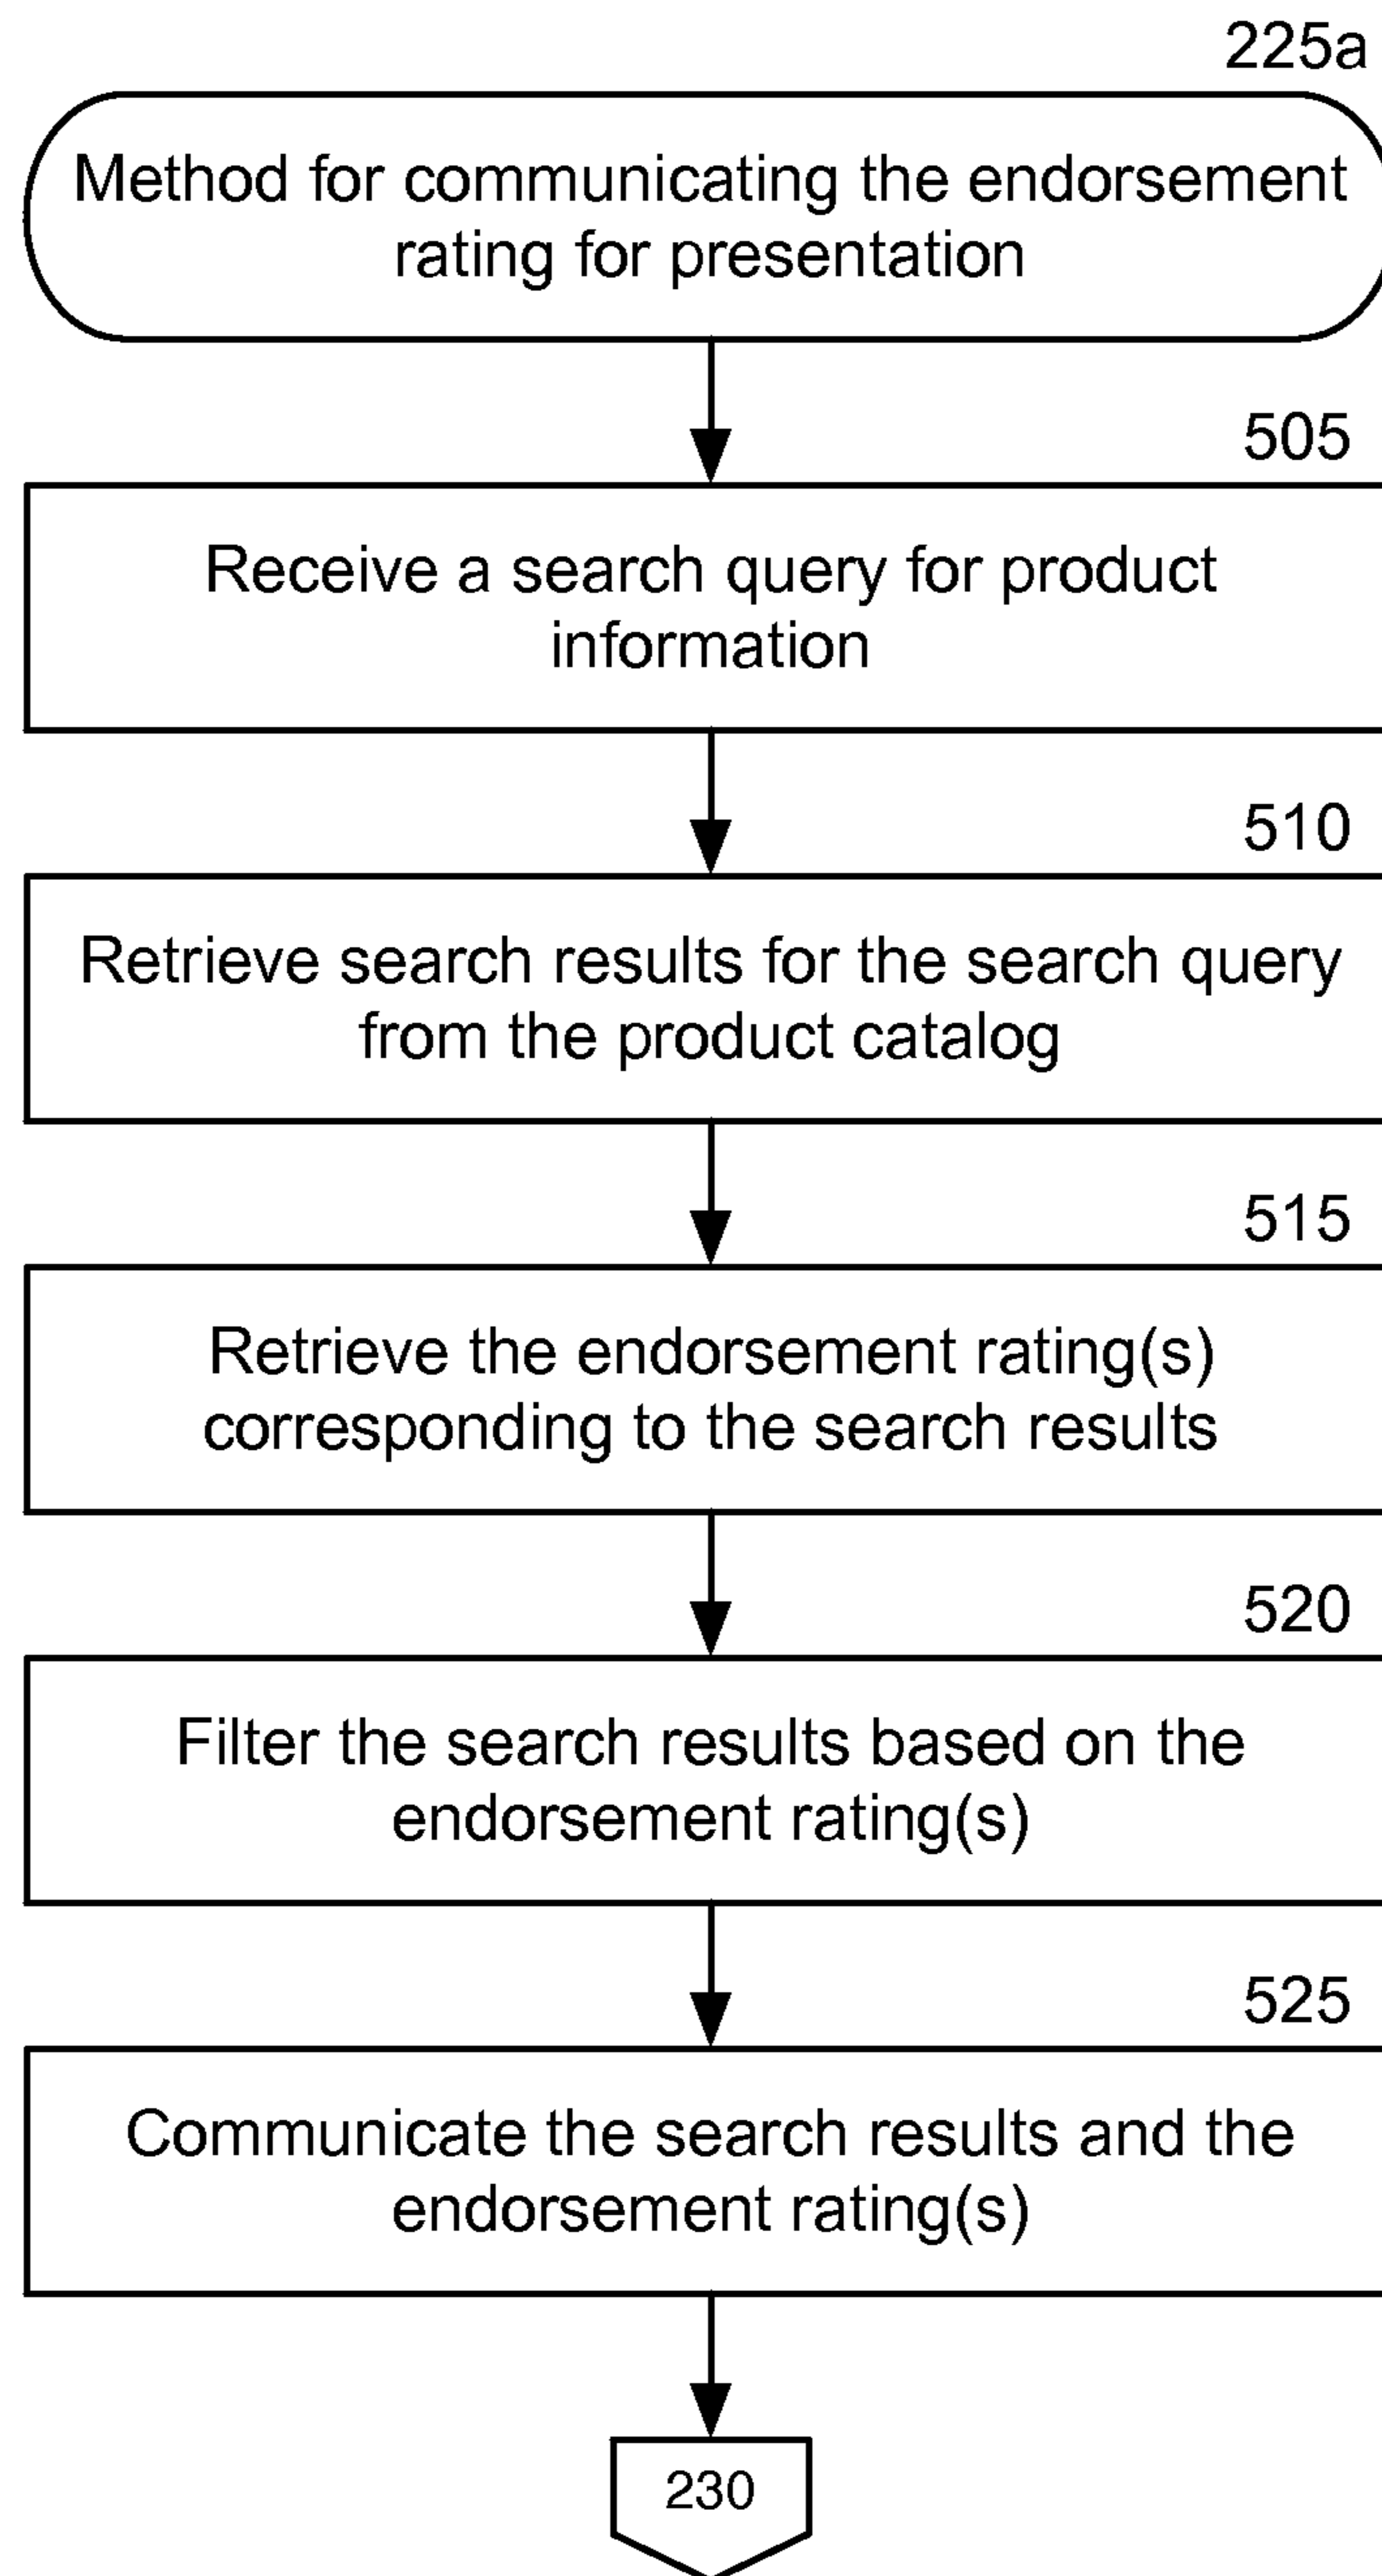 225a
Method for communicating the endorsement
rating for presentation
505
Receive a search query for product
information
510
Retrieve search results for the search query
from the product catalog
515
Retrieve the endorsement rating(s)
corresponding to the search results
520
Filter the search results based on the
endorsement rating(s)
525
Communicate the search results and the
endorsement rating(s)
230